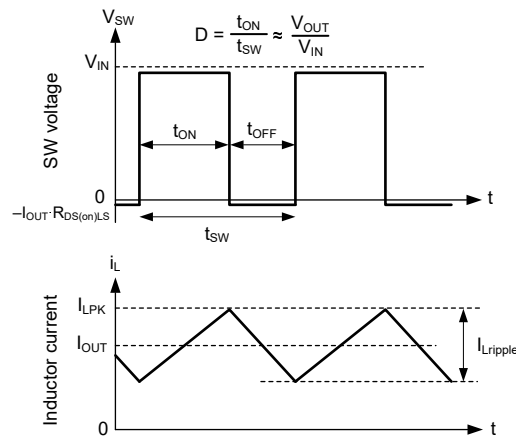 V_SW
D = t_ON / t_SW ≈ V_OUT / V_IN
V_IN
SW voltage
t_ON
t_OFF
0
t
–I_OUT·R_DS(on)LS
t_SW
i_L
Inductor current
I_LPK
I_OUT
I_Lripple
0
t